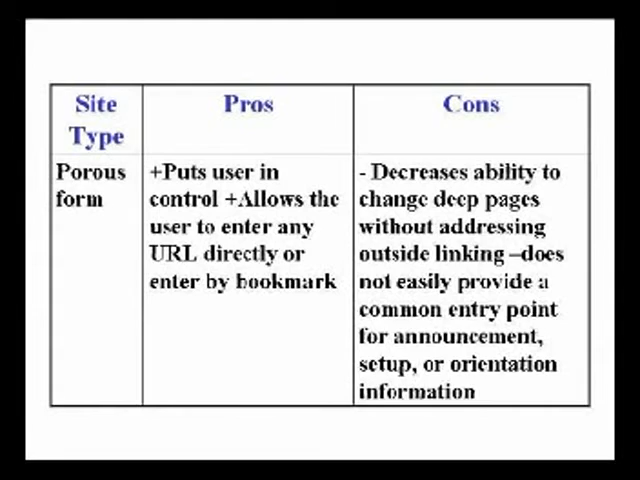 Site Type
Pros
Cons
Porous form
+Puts user in
control +Allows the
user to enter any
URL directly or
enter by bookmark
- Decreases ability to
change deep pages
without addressing
outside linking –does
not easily provide a
common entry point
for announcement,
setup, or orientation
information